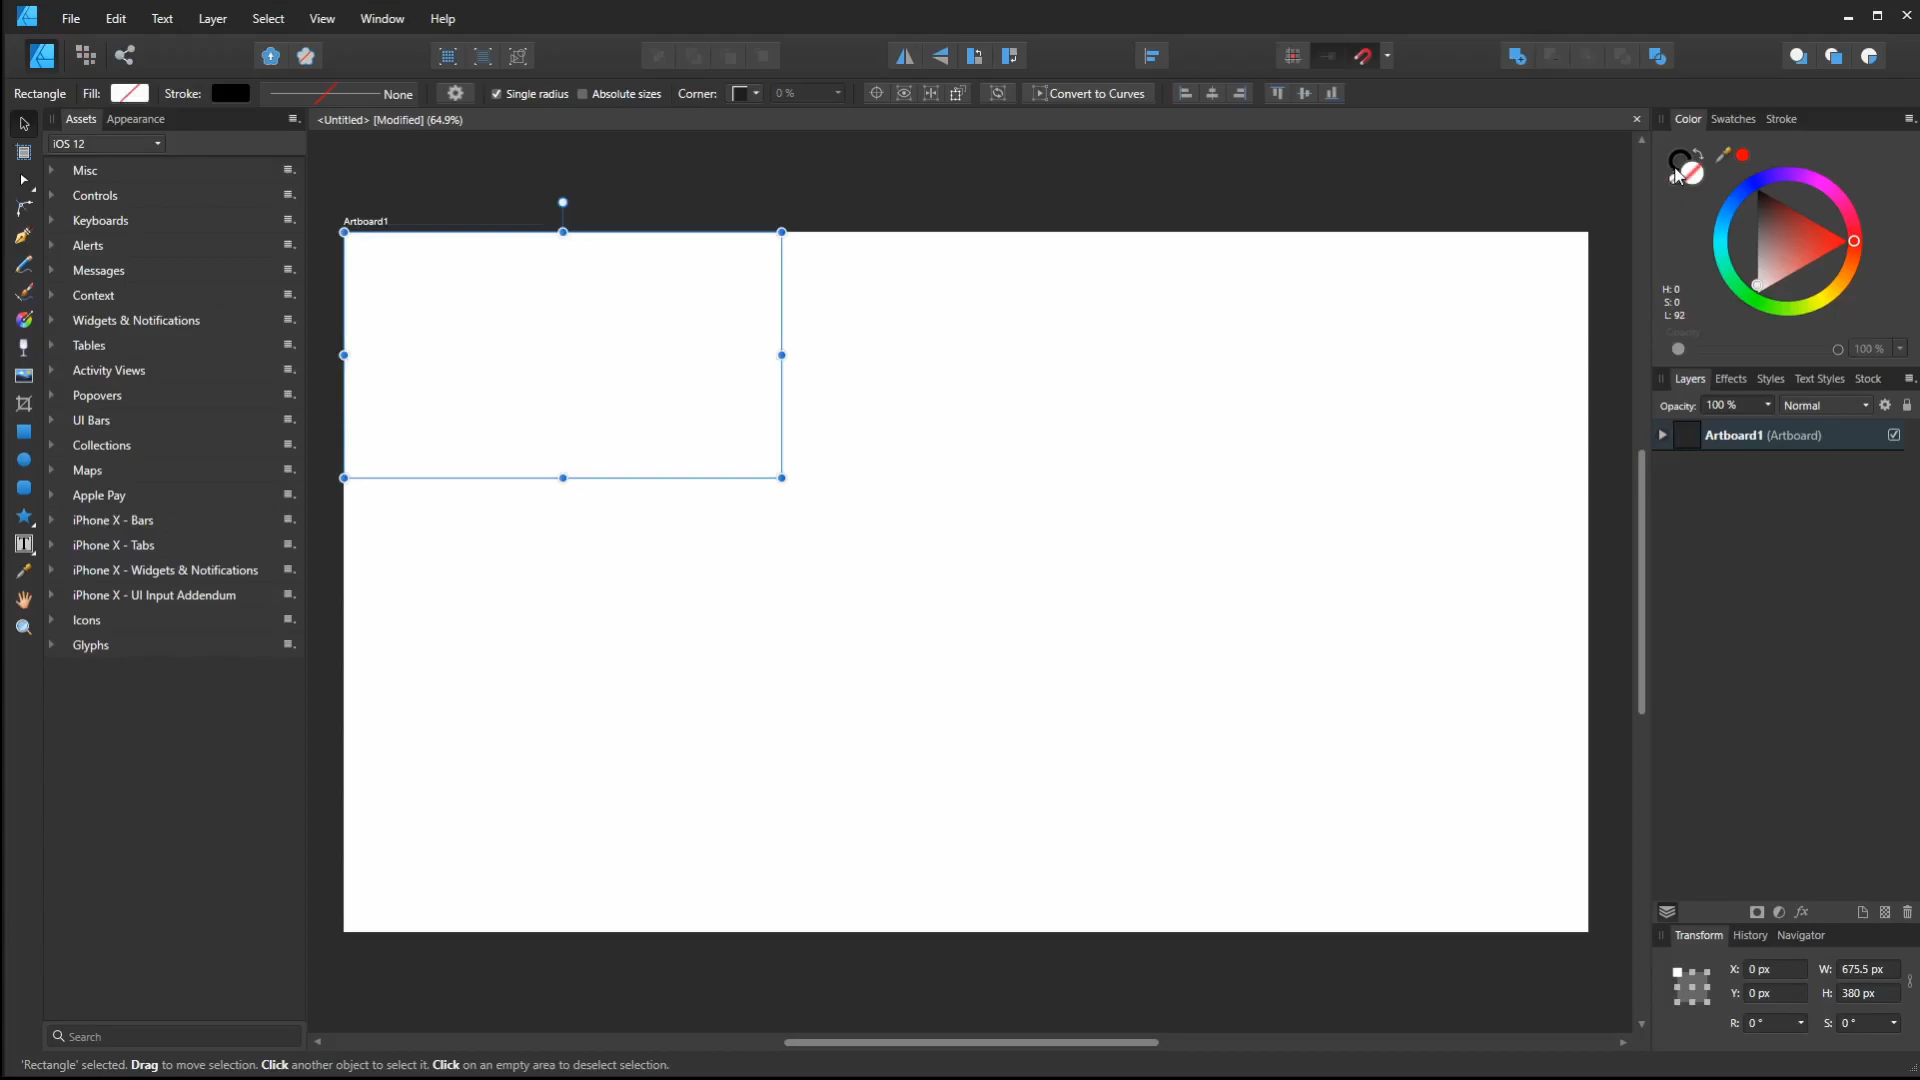 File Edit Text Layer Select View Window Help
Rectangle Fill: Stroke: None Single radius Absolute sizes Corner: 0 % Convert to Curves
Assets Appearance
<Untitled> [Modified] (64.9%)
Color Swatches Stroke
iOS 12
Misc
Controls
Keyboards
Alerts
Messages
Context
Widgets & Notifications
Tables
Activity Views
Popovers
UI Bars
Collections
Maps
Apple Pay
iPhone X - Bars
iPhone X - Tabs
iPhone X - Widgets & Notifications
iPhone X - UI Input Addendum
Icons
Glyphs
Search
Artboard1
H: 0
S: 0
L: 92
Opacity
100 %
Layers Effects Styles Text Styles Stock
Opacity: 100 % Normal
Artboard1 (Artboard)
fx
Transform History Navigator
X: 0 px W: 675.5 px
Y: 0 px H: 380 px
R: 0 ° S: 0 °
'Rectangle' selected. Drag to move selection. Click another object to select it. Click on an empty area to deselect selection.